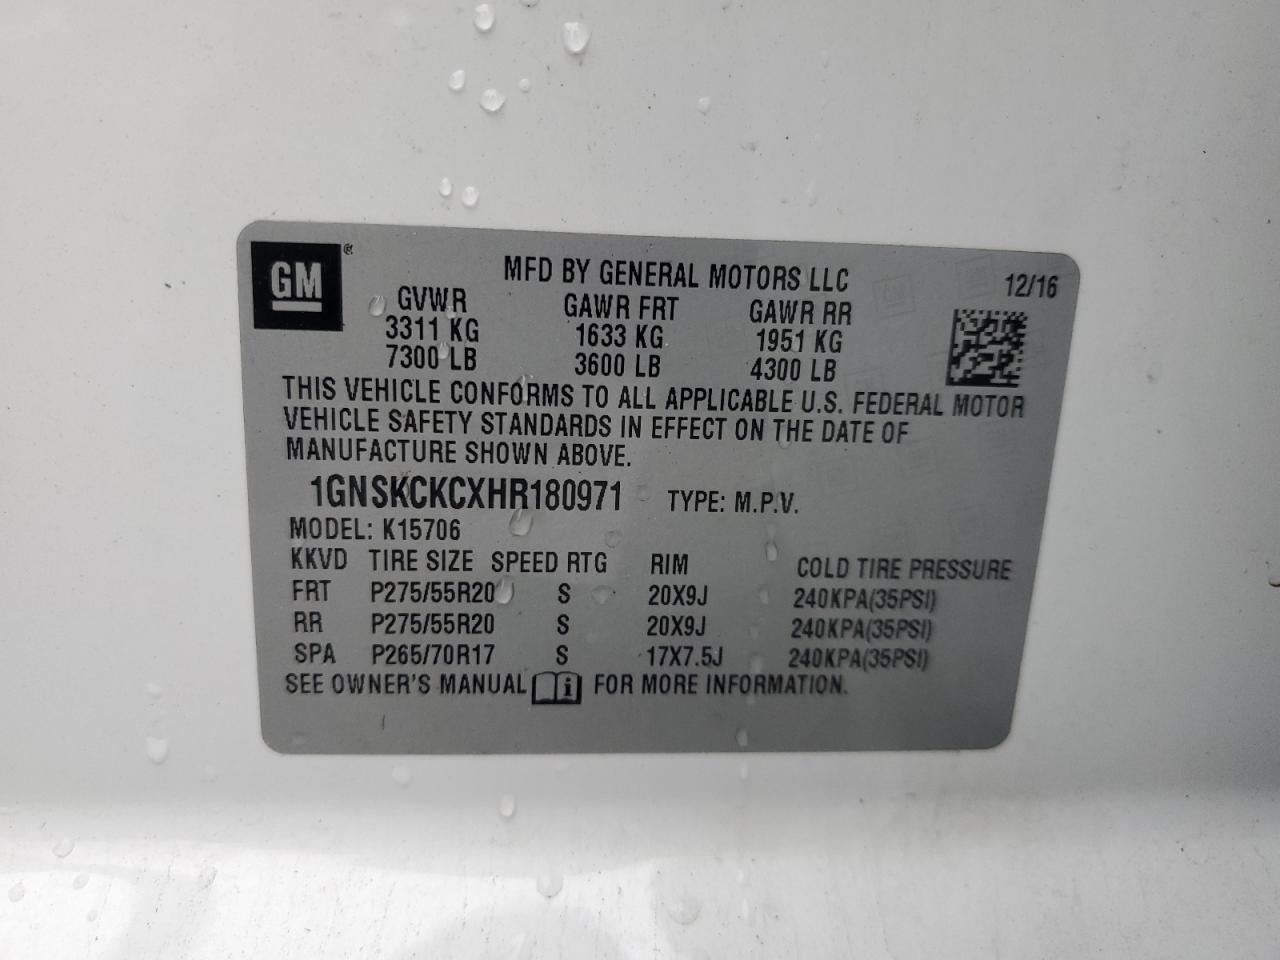 GM ®
MFD BY GENERAL MOTORS LLC 12/16
GVWR GAWR FRT GAWR RR
3311 KG 1633 KG 1951 KG
7300 LB 3600 LB 4300 LB
THIS VEHICLE CONFORMS TO ALL APPLICABLE U.S. FEDERAL MOTOR
VEHICLE SAFETY STANDARDS IN EFFECT ON THE DATE OF
MANUFACTURE SHOWN ABOVE.
1GNSKCKCXHR180971 TYPE: M.P.V.
MODEL: K15706
KKVD TIRE SIZE SPEED RTG RIM COLD TIRE PRESSURE
FRT P275/55R20 S 20X9J 240KPA(35PSI)
RR P275/55R20 S 20X9J 240KPA(35PSI)
SPA P265/70R17 S 17X7.5J 240KPA(35PSI)
SEE OWNER'S MANUAL i FOR MORE INFORMATION.